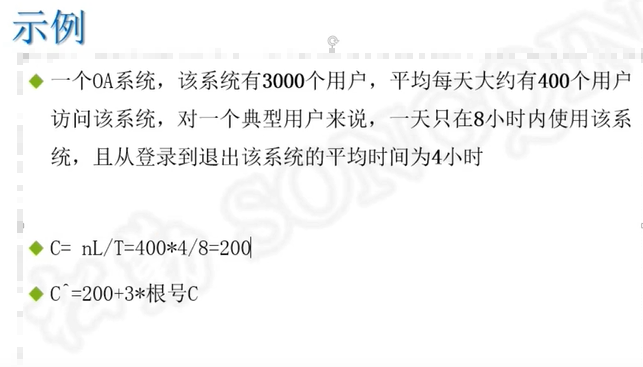 示例
一个OA系统，该系统有3000个用户，平均每天大约有400个用户
访问该系统，对一个典型用户来说，一天只在8小时内使用该系
统，且从登录到退出该系统的平均时间为4小时
C= nL/T=400*4/8=200
C^=200+3*根号C